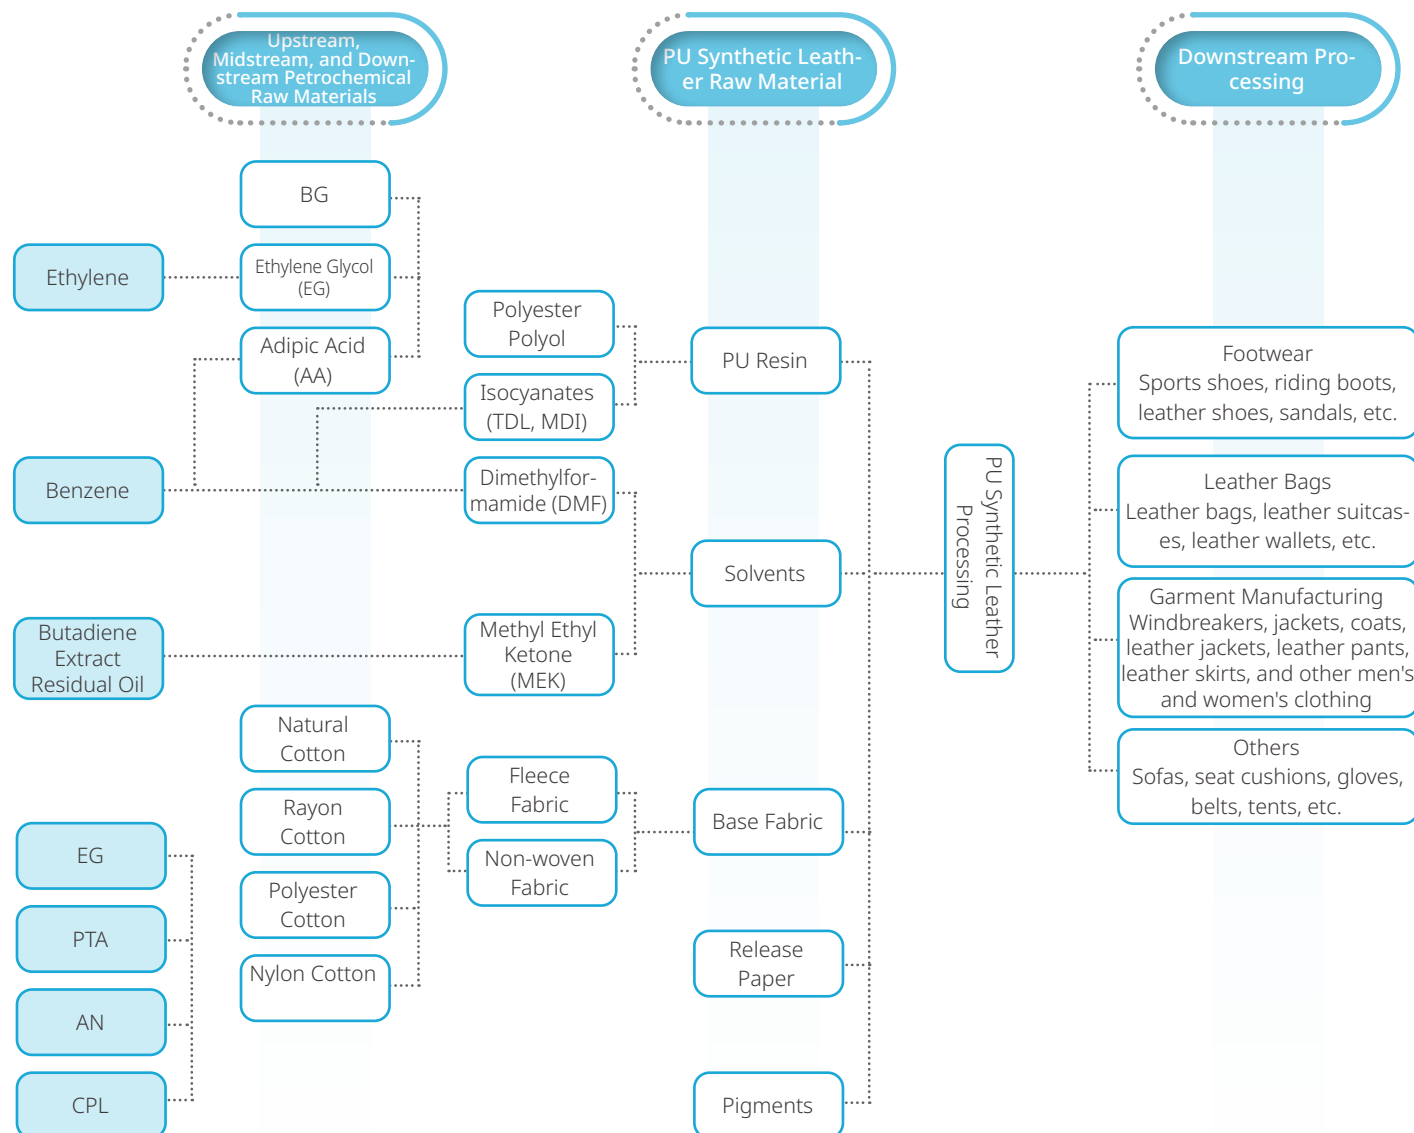 Upstream,
Midstream, and Down-
stream Petrochemical
Raw Materials
PU Synthetic Leath-
er Raw Material
Downstream Pro-
cessing
BG
Ethylene
Ethylene Glycol
(EG)
Adipic Acid
(AA)
Polyester
Polyol
Isocyanates
(TDL, MDI)
PU Resin
Benzene
Dimethylfor-
mamide (DMF)
Solvents
Butadiene
Extract
Residual Oil
Methyl Ethyl
Ketone
(MEK)
Natural
Cotton
Rayon
Cotton
Polyester
Cotton
Nylon Cotton
Fleece
Fabric
Non-woven
Fabric
Base Fabric
EG
PTA
AN
CPL
Release
Paper
Pigments
PU Synthetic Leather
Processing
Footwear
Sports shoes, riding boots,
leather shoes, sandals, etc.
Leather Bags
Leather bags, leather suitcas-
es, leather wallets, etc.
Garment Manufacturing
Windbreakers, jackets, coats,
leather jackets, leather pants,
leather skirts, and other men's
and women's clothing
Others
Sofas, seat cushions, gloves,
belts, tents, etc.